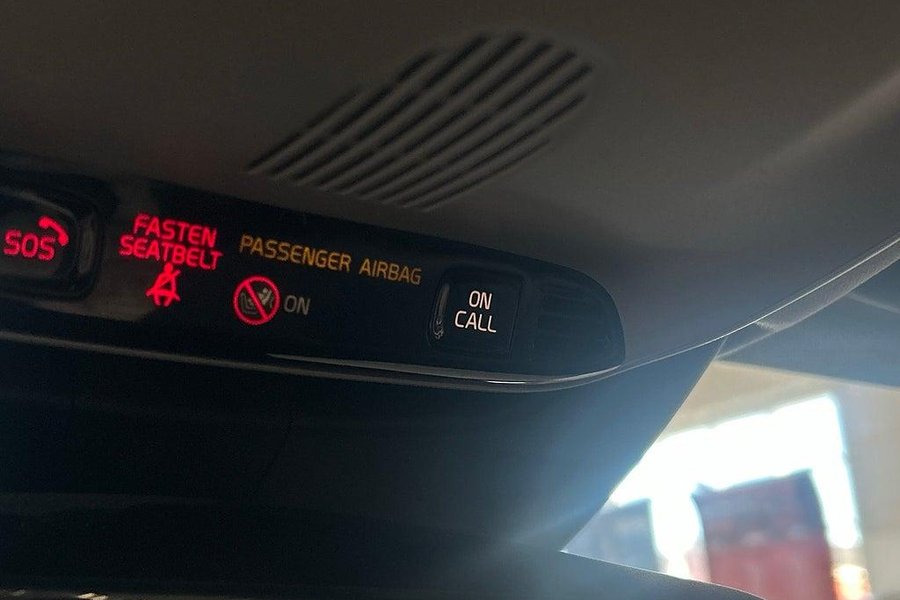 SOS
FASTEN
SEATBELT
PASSENGER AIRBAG
ON
ON
CALL